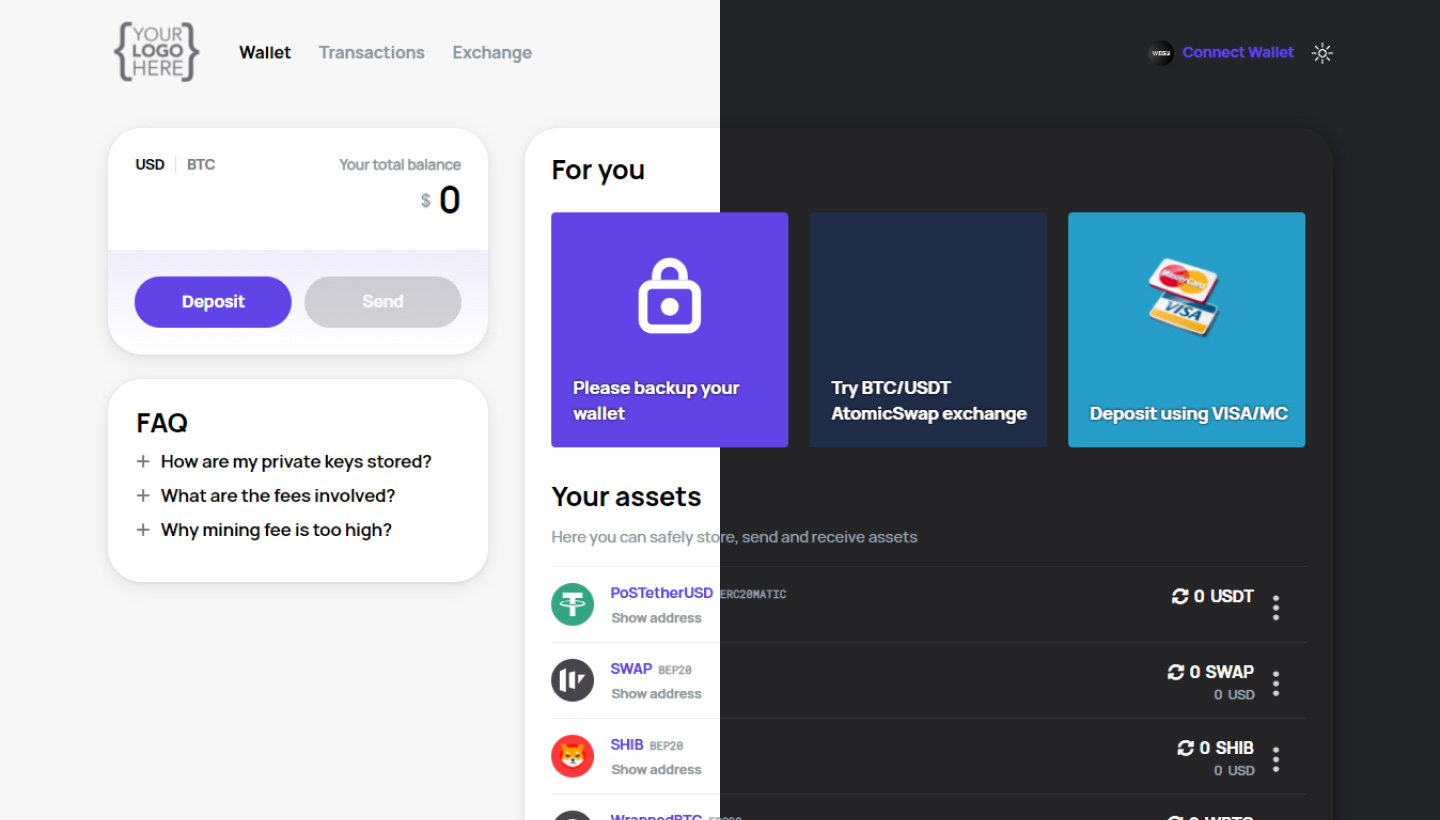 {YOUR
LOGO
HERE}
Wallet Transactions Exchange
WEB3 Connect Wallet
USD BTC Your total balance
$ 0
Deposit Send
FAQ
+ How are my private keys stored?
+ What are the fees involved?
+ Why mining fee is too high?
For you
Please backup your
wallet
Try BTC/USDT
AtomicSwap exchange
MasterCard
VISA
Deposit using VISA/MC
Your assets
Here you can safely store, send and receive assets
PoSTetherUSD ERC20MATIC 0 USDT
Show address
SWAP BEP20 0 SWAP
Show address 0 USD
SHIB BEP20 0 SHIB
Show address 0 USD
WrappedBTC ERC20 0 WBTC